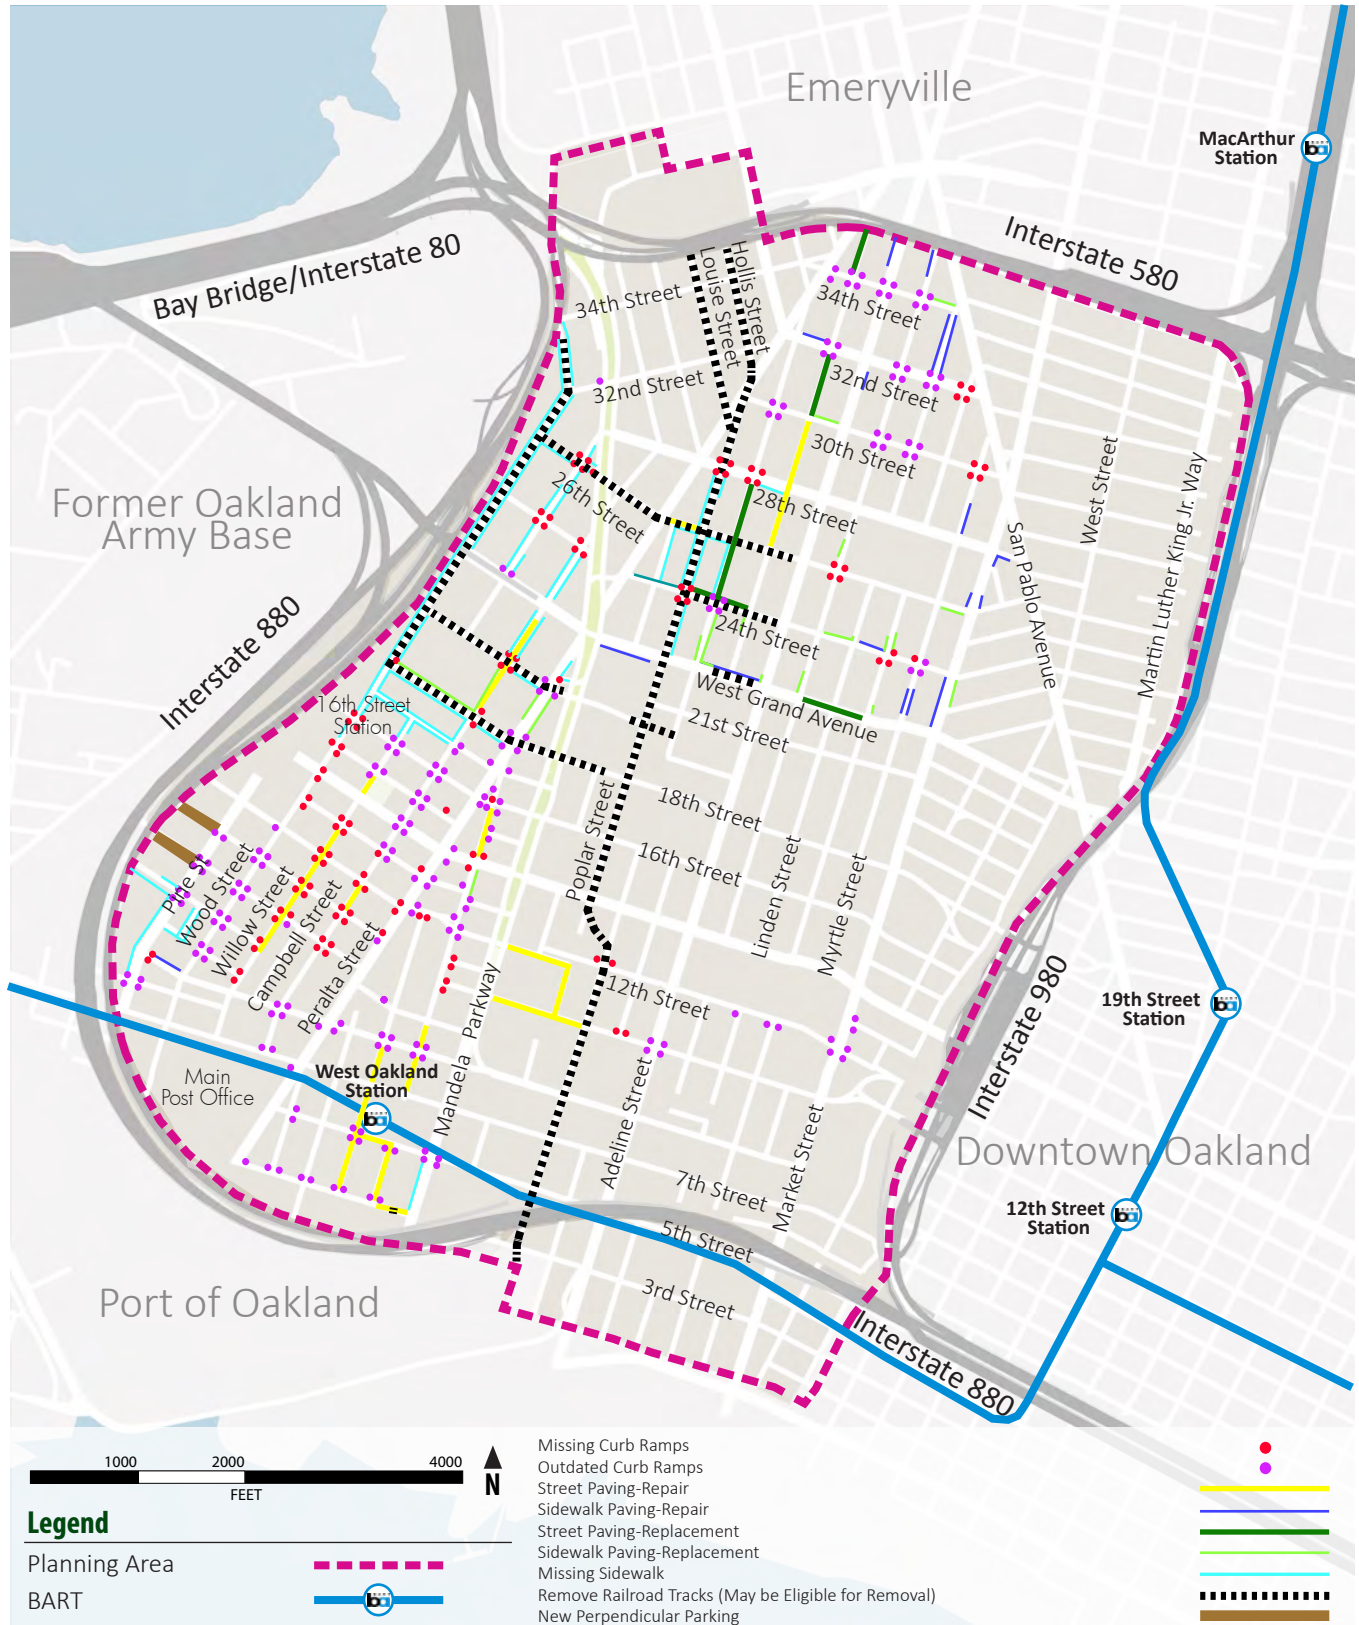 Emeryville
MacArthur
Station
Interstate 580
Bay Bridge/Interstate 80
34th Street
Louise Street
Hollis Street
34th Street
32nd Street
32nd Street
30th Street
28th Street
26th Street
Former Oakland
Army Base
West Street
Martin Luther King Jr. Way
San Pablo Avenue
Interstate 880
24th Street
West Grand Avenue
21st Street
16th Street
Station
18th Street
16th Street
Poplar Street
Linden Street
Myrtle Street
Pine St
Wood Street
Willow Street
Campbell Street
Peralta Street
Mandela Parkway
12th Street
Interstate 980
19th Street
Station
Main
Post Office
West Oakland
Station
Adeline Street
Market Street
7th Street
5th Street
3rd Street
Downtown Oakland
12th Street
Station
Port of Oakland
Interstate 880
1000
2000
4000
FEET
N
Legend
Planning Area
BART
Missing Curb Ramps
Outdated Curb Ramps
Street Paving-Repair
Sidewalk Paving-Repair
Street Paving-Replacement
Sidewalk Paving-Replacement
Missing Sidewalk
Remove Railroad Tracks (May be Eligible for Removal)
New Perpendicular Parking